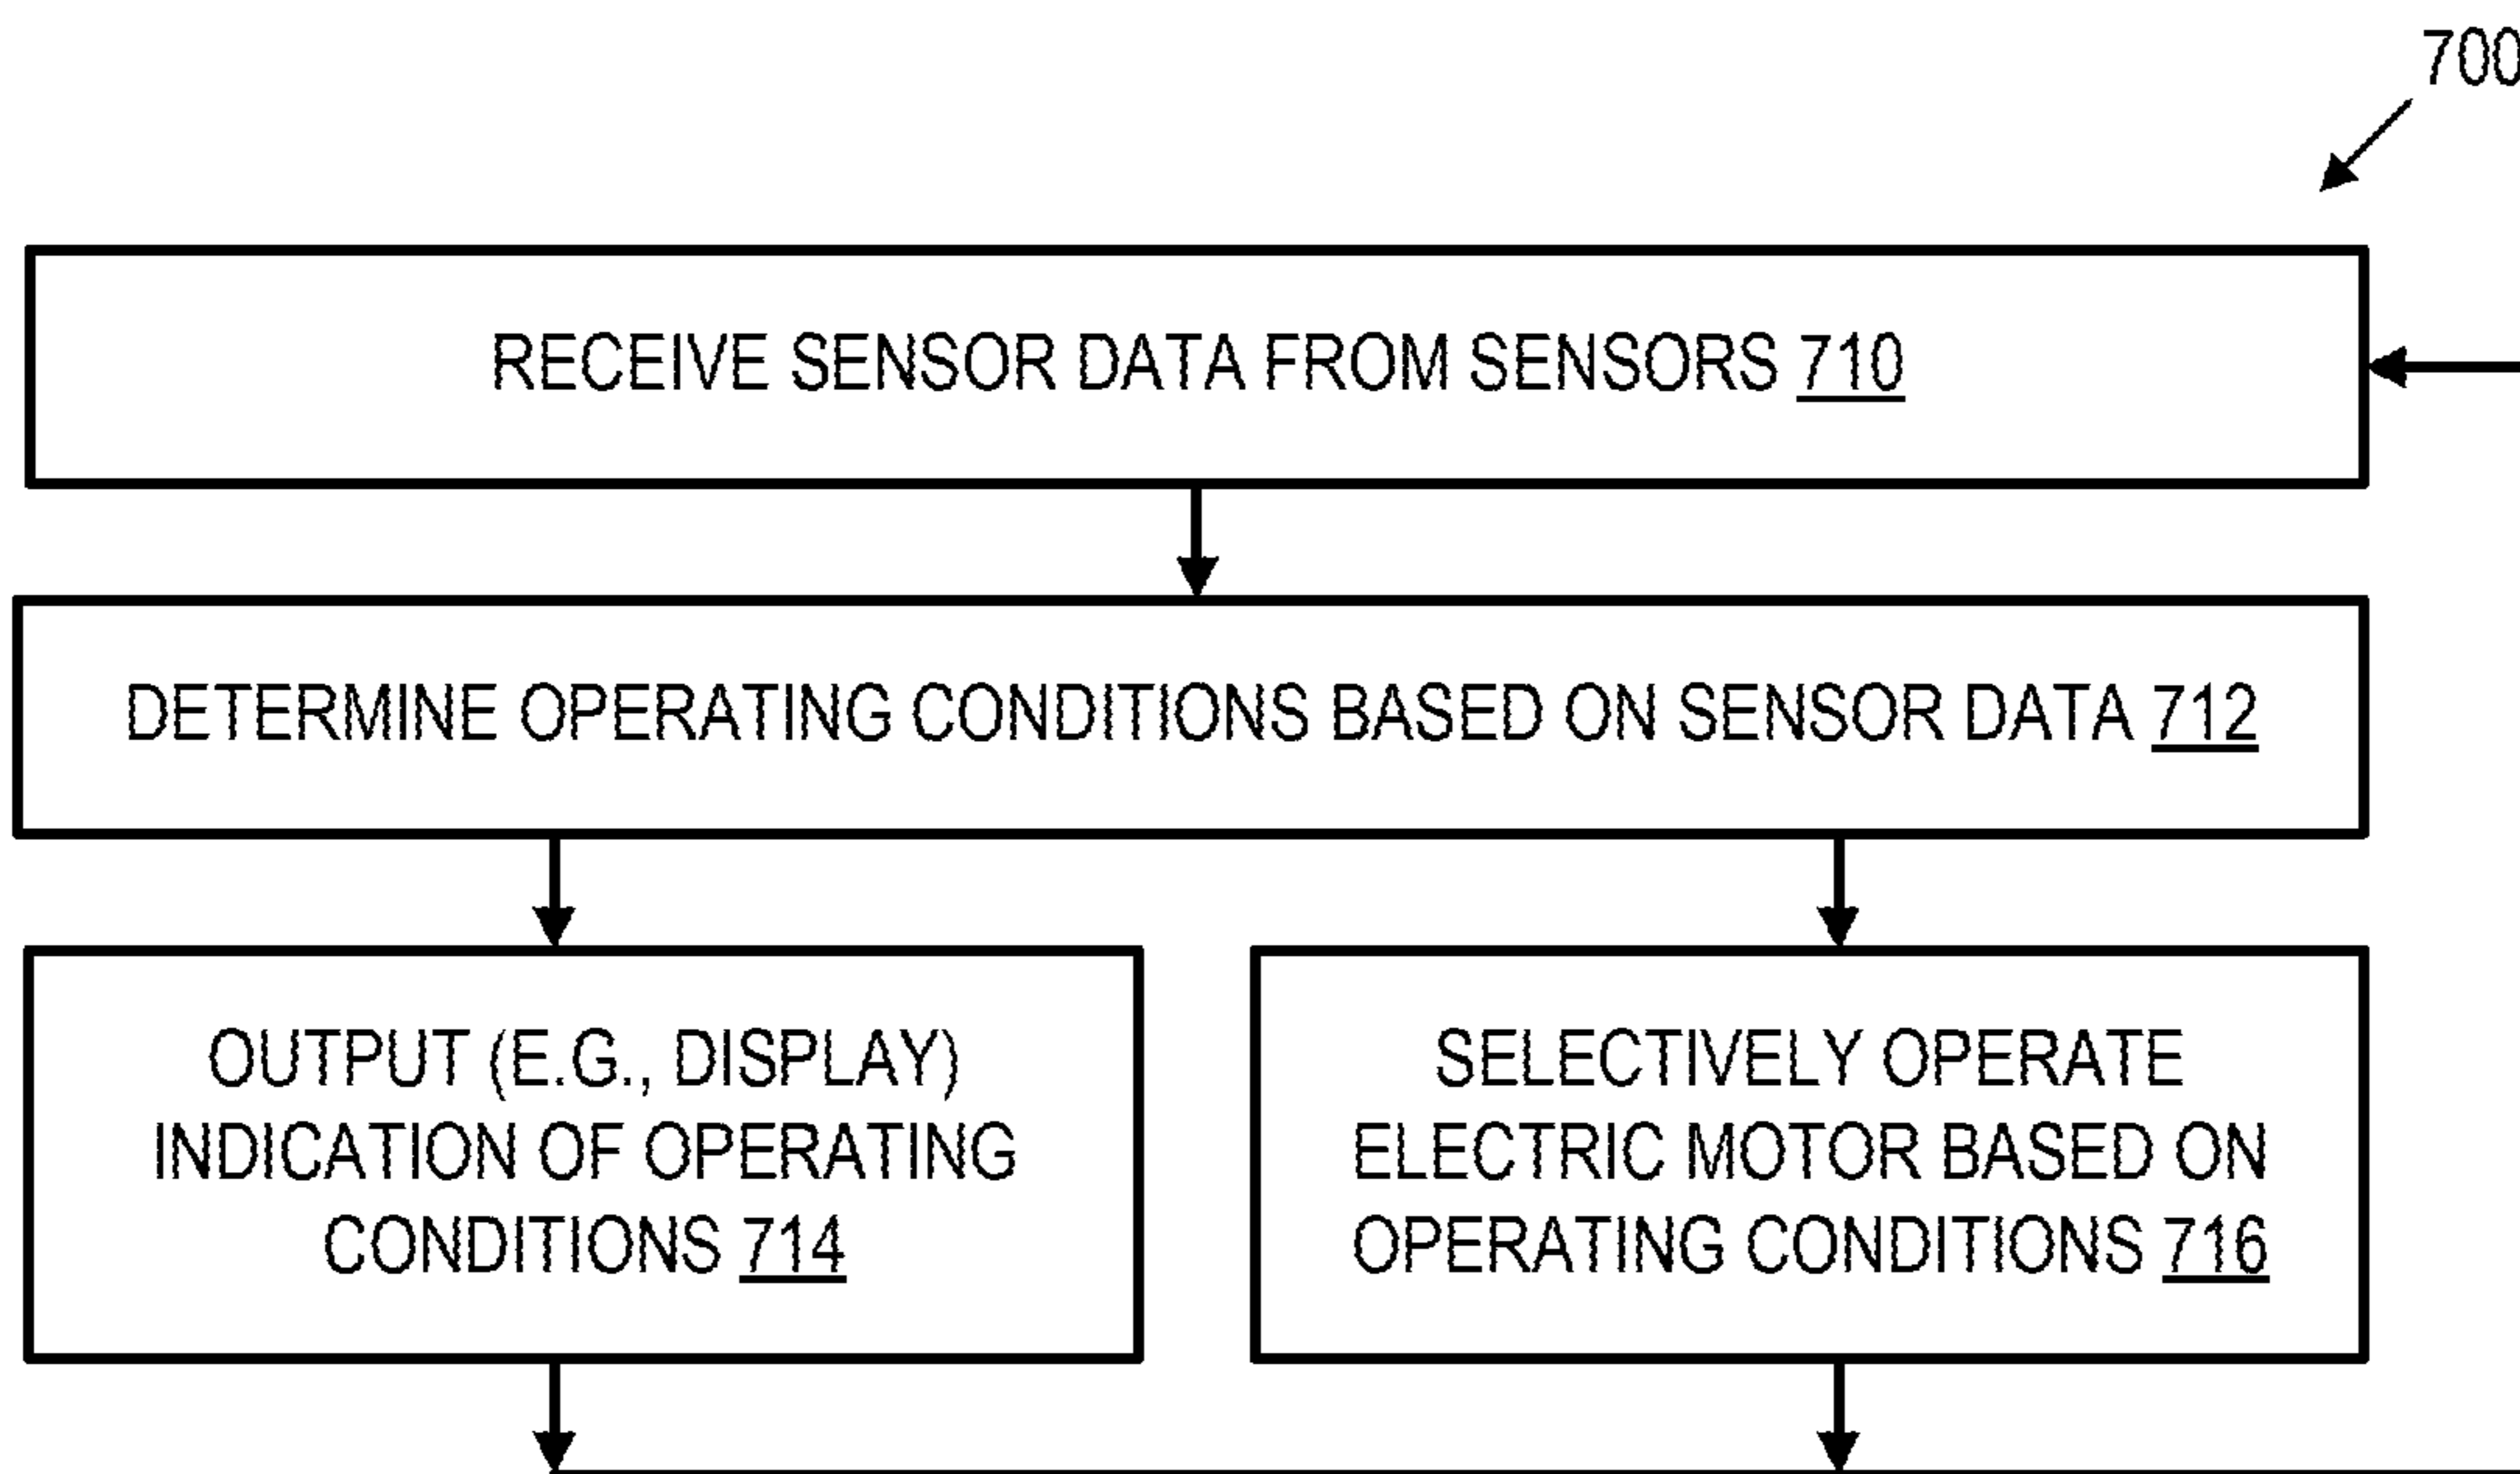 700
RECEIVE SENSOR DATA FROM SENSORS 710
DETERMINE OPERATING CONDITIONS BASED ON SENSOR DATA 712
OUTPUT (E.G., DISPLAY)
INDICATION OF OPERATING
CONDITIONS 714
SELECTIVELY OPERATE
ELECTRIC MOTOR BASED ON
OPERATING CONDITIONS 716